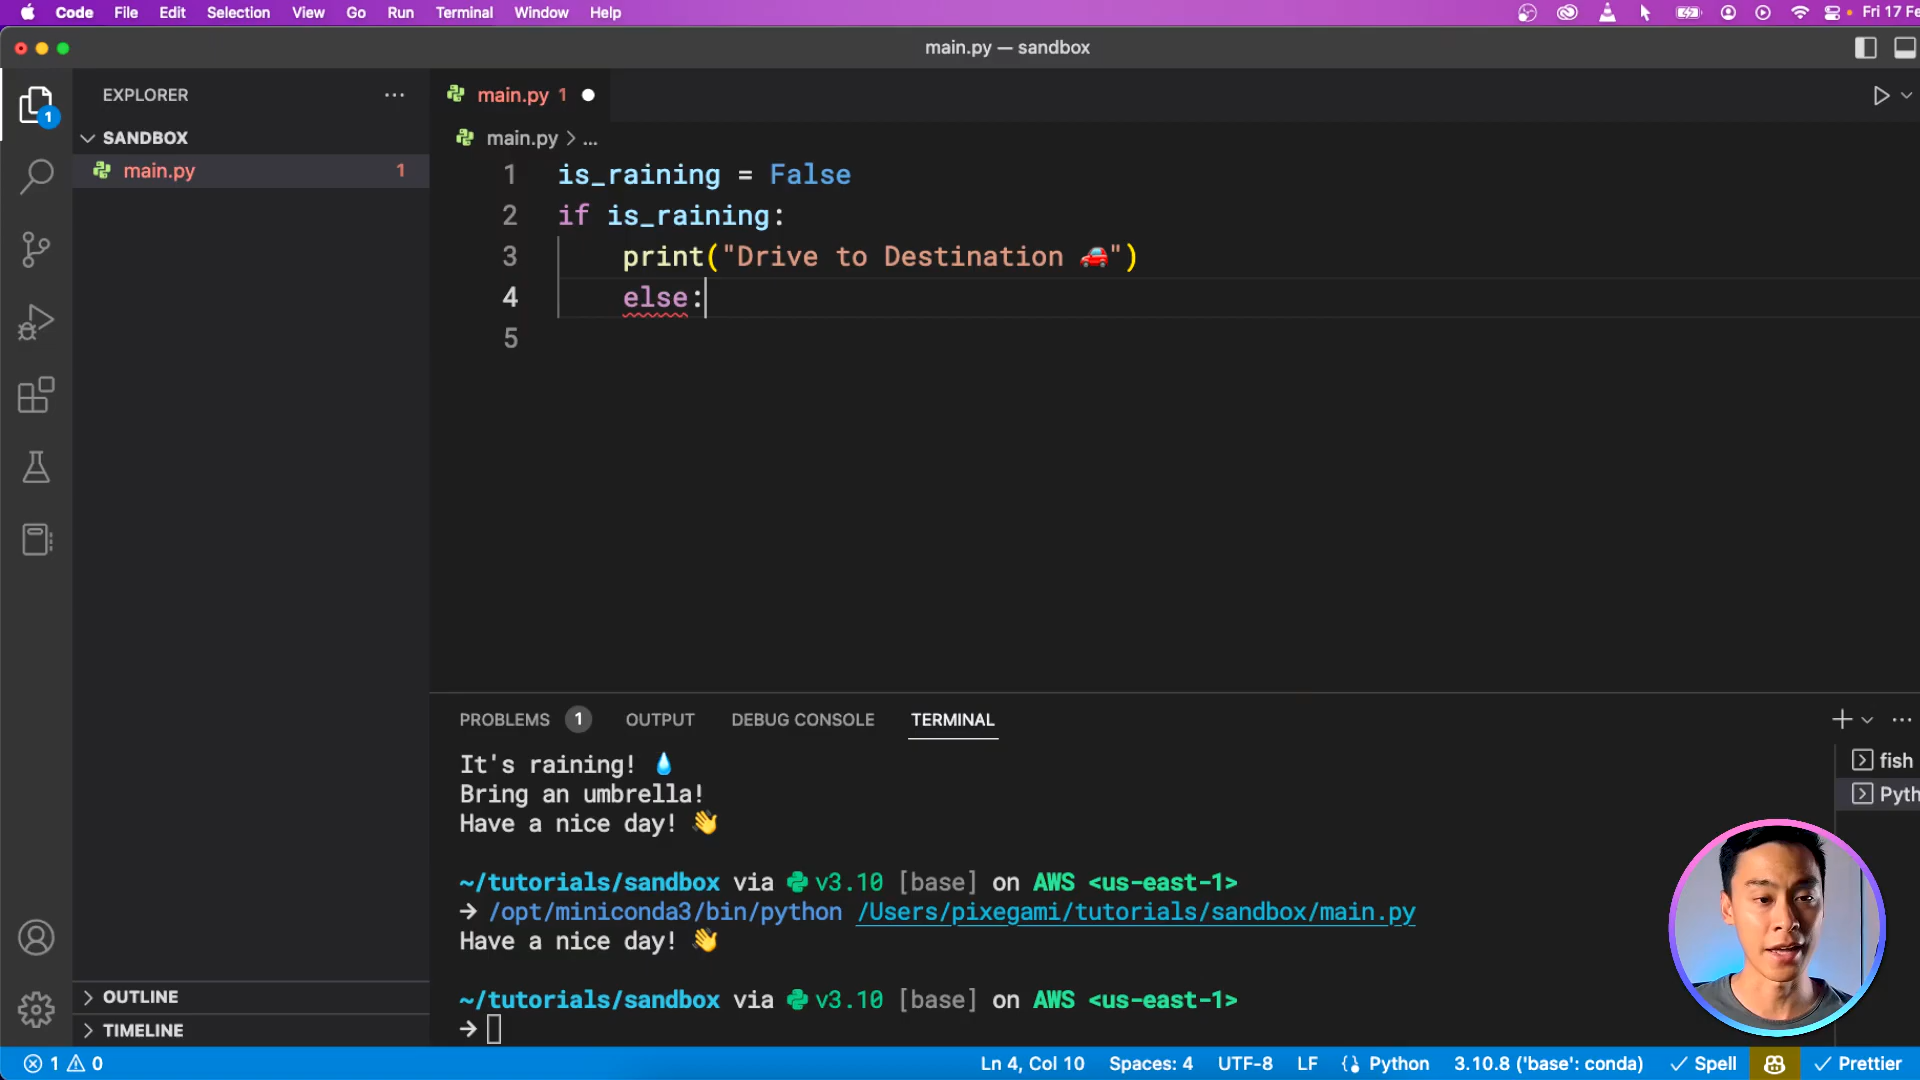 Code File Edit Selection View Go Run Terminal Window Help Fri 17 Fe
main.py — sandbox
EXPLORER
main.py 1
SANDBOX
main.py > ...
main.py 1
1 is_raining = False
2 if is_raining:
3 print("Drive to Destination 🚗")
4 else:
5
PROBLEMS 1 OUTPUT DEBUG CONSOLE TERMINAL
It's raining! 💧
Bring an umbrella!
Have a nice day! 👋
~/tutorials/sandbox via v3.10 [base] on AWS <us-east-1>
→ /opt/miniconda3/bin/python /Users/pixegami/tutorials/sandbox/main.py
Have a nice day! 👋
~/tutorials/sandbox via v3.10 [base] on AWS <us-east-1>
→
fish
Pyth
1
OUTLINE
TIMELINE
1 0 Ln 4, Col 10 Spaces: 4 UTF-8 LF Python 3.10.8 ('base': conda) Spell Prettier